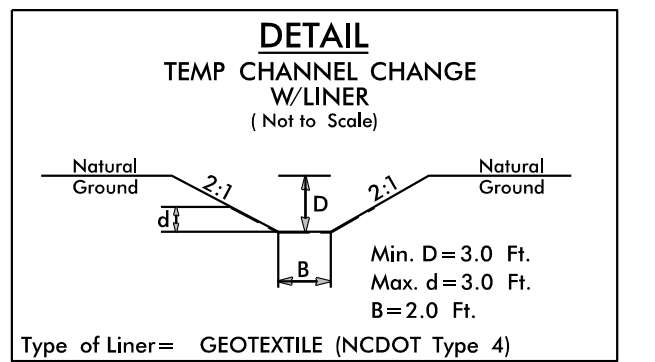 DETAIL
TEMP CHANNEL CHANGE
W/LINER
( Not to Scale)
Natural
Ground
2:1
D
2:1
Natural
Ground
d
B
Min. D=3.0 Ft.
Max. d=3.0 Ft.
B=2.0 Ft.
Type of Liner= GEOTEXTILE (NCDOT Type 4)